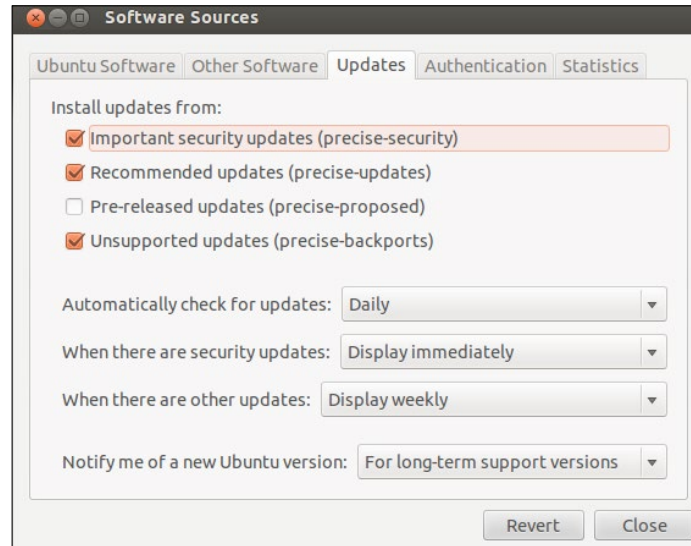 Software Sources
Ubuntu Software Other Software Updates Authentication Statistics
Install updates from:
Important security updates (precise-security)
Recommended updates (precise-updates)
Pre-released updates (precise-proposed)
Unsupported updates (precise-backports)
Automatically check for updates: Daily
When there are security updates: Display immediately
When there are other updates: Display weekly
Notify me of a new Ubuntu version: For long-term support versions
Revert Close